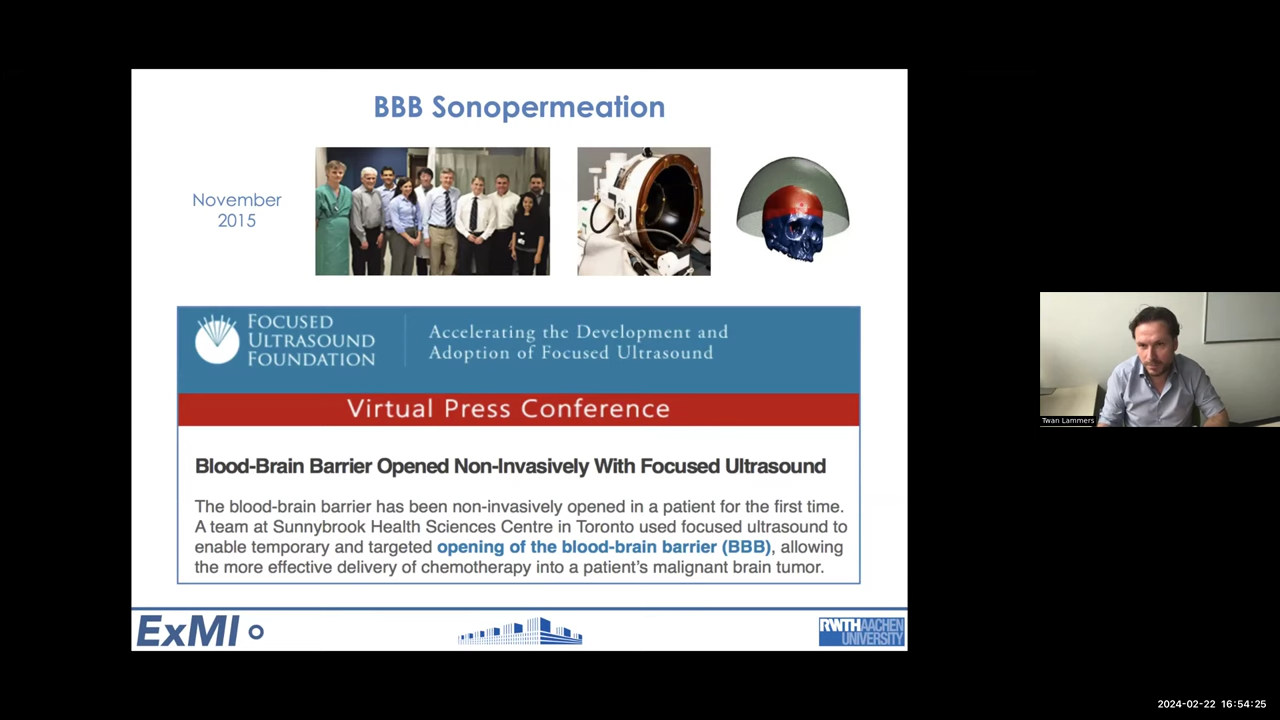 BBB Sonopermeation
November
2015
FOCUSED
ULTRASOUND
FOUNDATION
Accelerating the Development and
Adoption of Focused Ultrasound
Virtual Press Conference
Blood-Brain Barrier Opened Non-Invasively With Focused Ultrasound
The blood-brain barrier has been non-invasively opened in a patient for the first time.
A team at Sunnybrook Health Sciences Centre in Toronto used focused ultrasound to
enable temporary and targeted opening of the blood-brain barrier (BBB), allowing
the more effective delivery of chemotherapy into a patient's malignant brain tumor.
ExMI
RWTHAACHEN
UNIVERSITY
Twan Lammers
2024-02-22 16:54:25